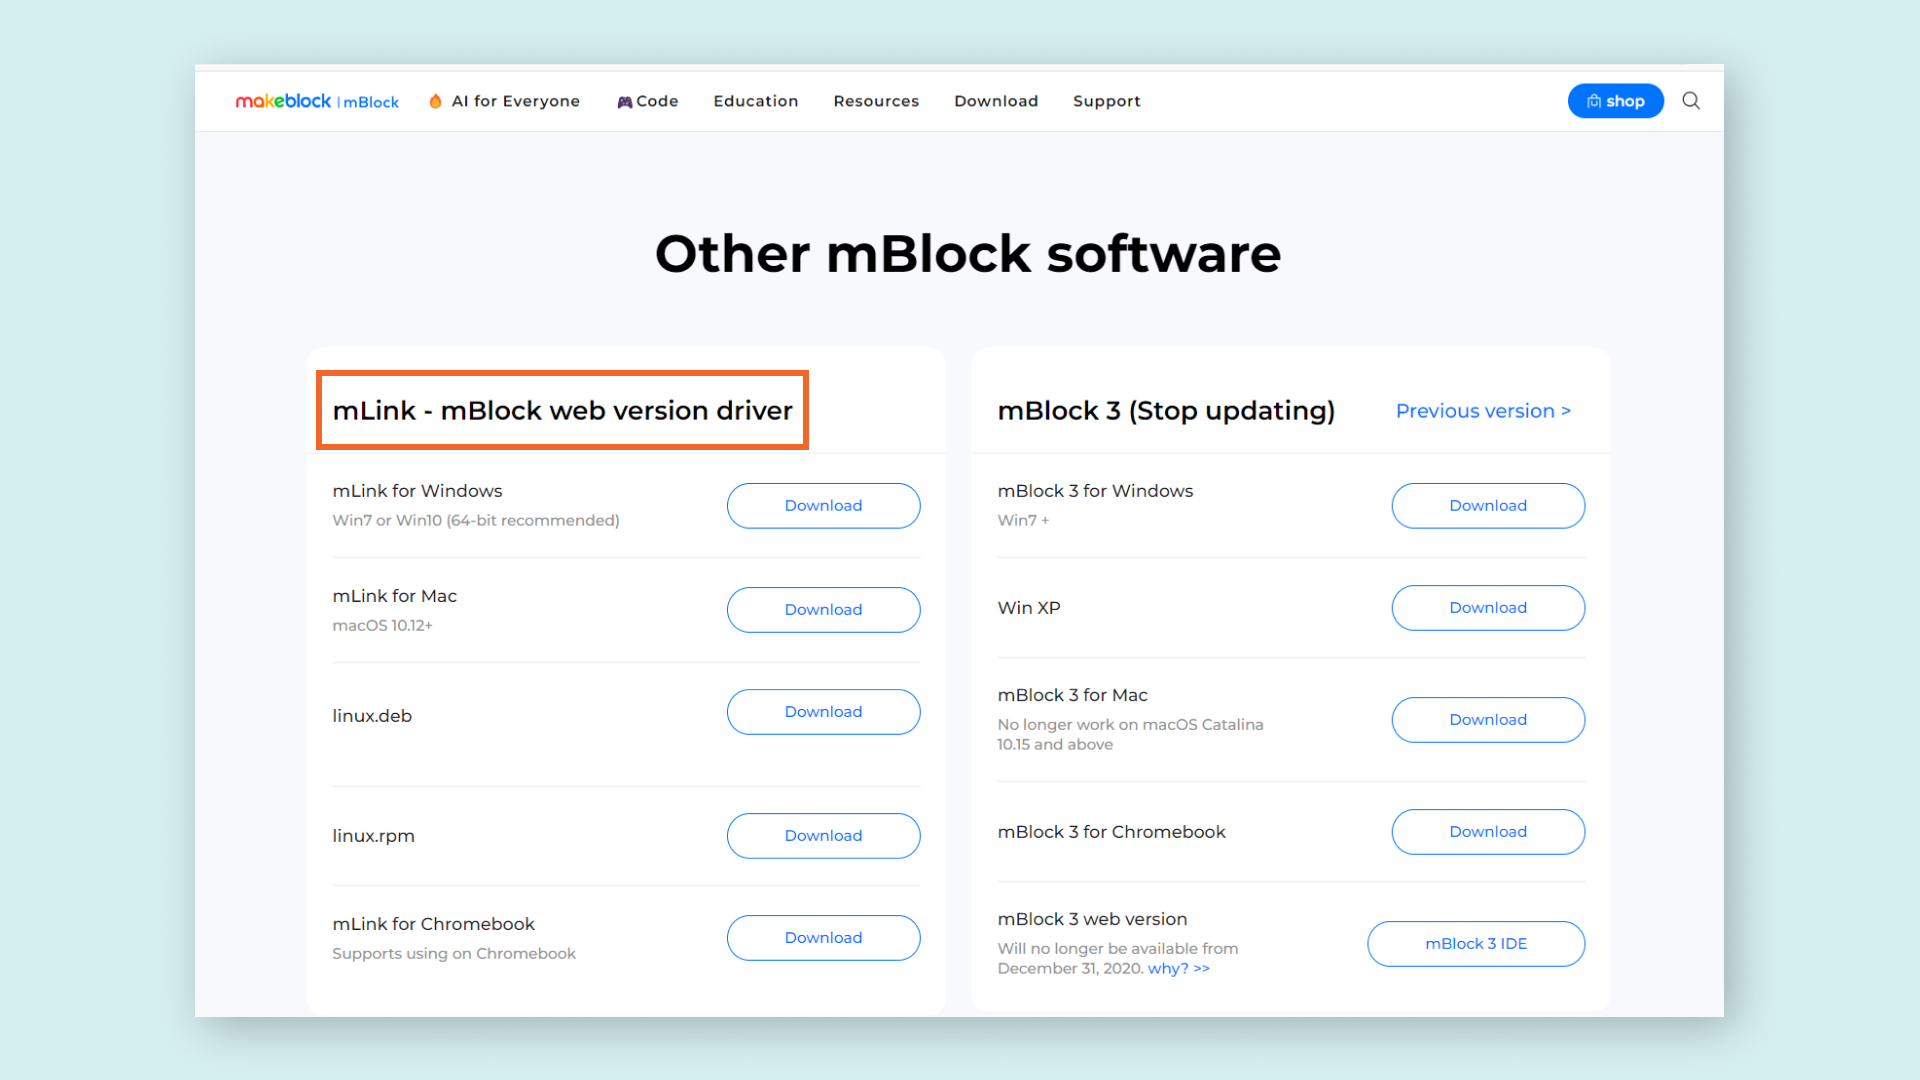 makeblock | mBlock AI for Everyone Code Education Resources Download Support shop
Other mBlock software
mLink - mBlock web version driver
mLink for Windows
Win7 or Win10 (64-bit recommended)
Download
mLink for Mac
macOS 10.12+
Download
linux.deb
Download
linux.rpm
Download
mLink for Chromebook
Supports using on Chromebook
Download
mBlock 3 (Stop updating)
Previous version >
mBlock 3 for Windows
Win7 +
Download
Win XP
Download
mBlock 3 for Mac
No longer work on macOS Catalina
10.15 and above
Download
mBlock 3 for Chromebook
Download
mBlock 3 web version
Will no longer be available from
December 31, 2020. why? >>
mBlock 3 IDE